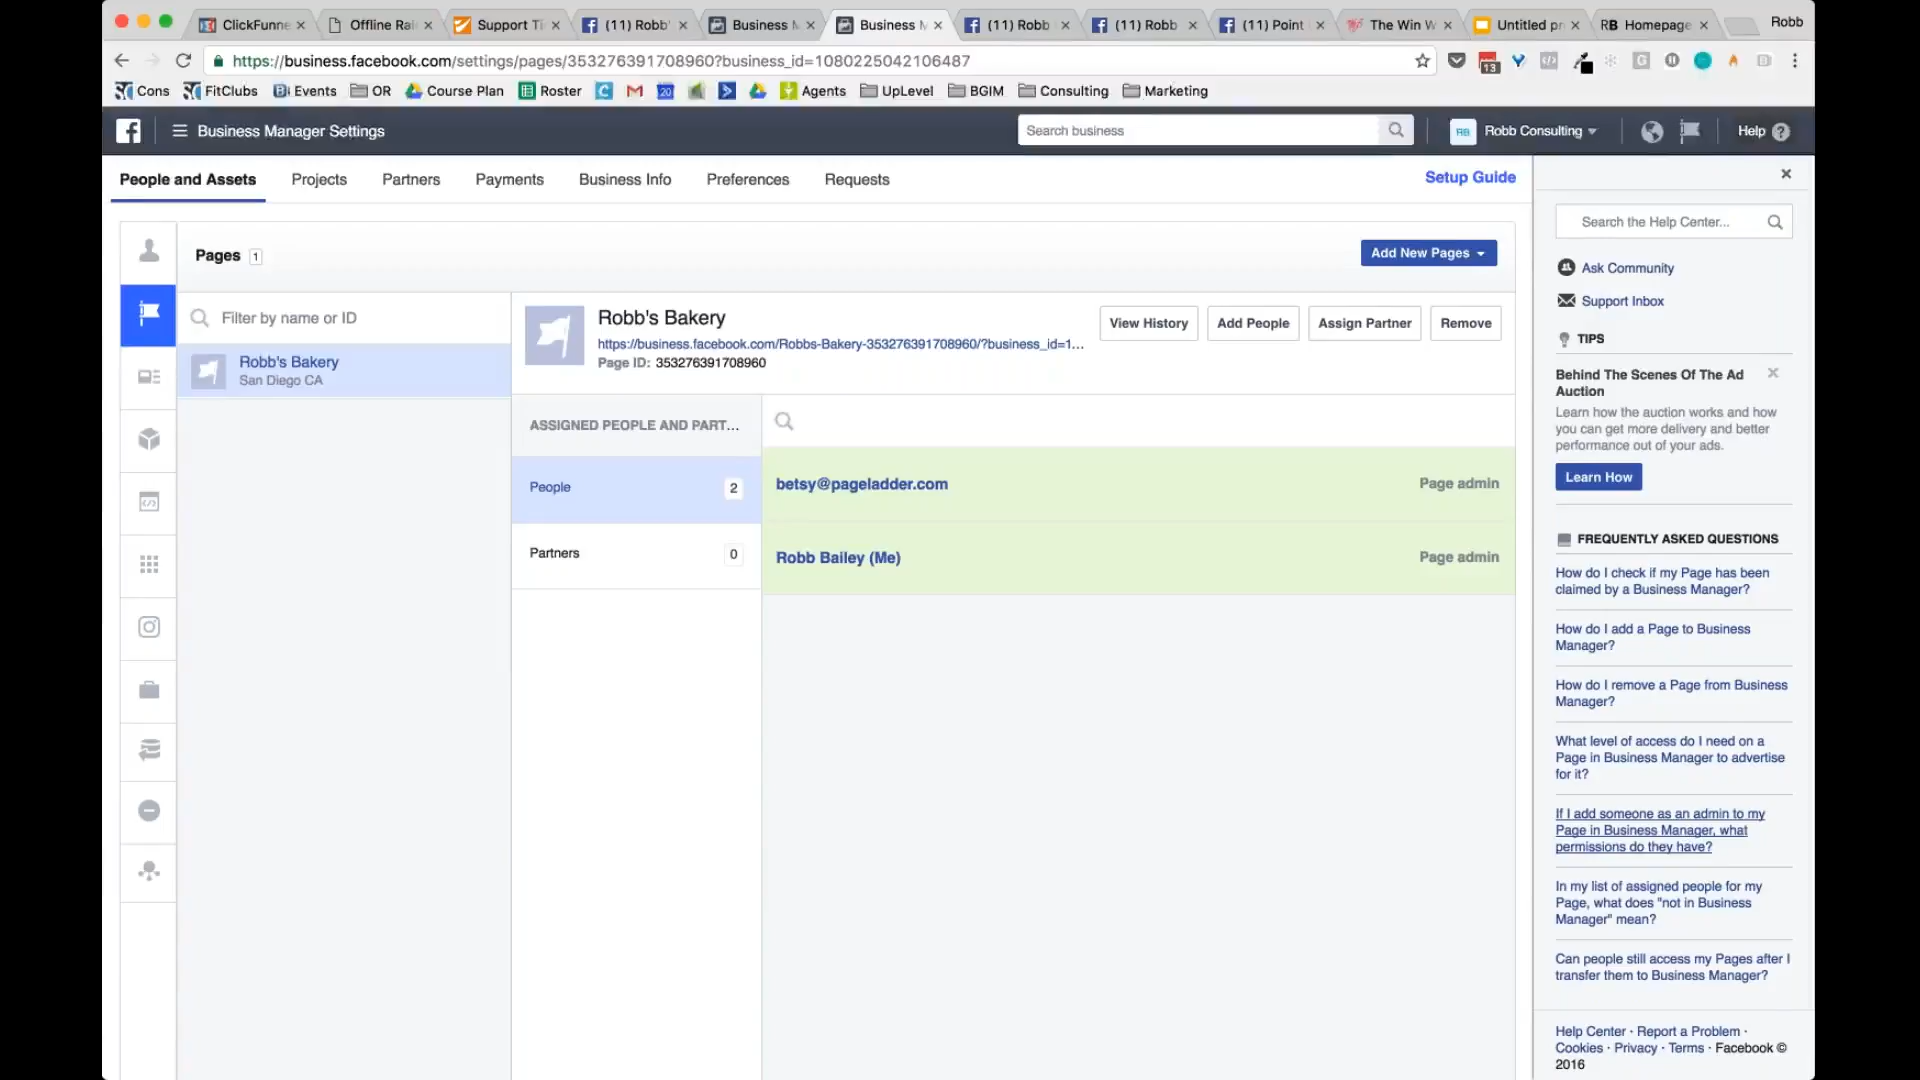 ClickFunne
Offline Rai
Support Ti
(11) Robb'
Business M
Business M
(11) Robb
(11) Robb
(11) Point
The Win W
Untitled pr
RB Homepage
Robb
https://business.facebook.com/settings/pages/353276391708960?business_id=1080225042106487
13
Cons
FitClubs
Events
OR
Course Plan
Roster
20
Agents
UpLevel
BGIM
Consulting
Marketing
Business Manager Settings
Search business
RB
Robb Consulting
Help
People and Assets
Projects
Partners
Payments
Business Info
Preferences
Requests
Setup Guide
Pages 1
Add New Pages
Filter by name or ID
Robb's Bakery
San Diego CA
Robb's Bakery
https://business.facebook.com/Robbs-Bakery-353276391708960/?business_id=1...
Page ID: 353276391708960
View History
Add People
Assign Partner
Remove
ASSIGNED PEOPLE AND PART...
People 2
Partners 0
betsy@pageladder.com Page admin
Robb Bailey (Me) Page admin
Search the Help Center...
Ask Community
Support Inbox
TIPS
Behind The Scenes Of The Ad
Auction
Learn how the auction works and how
you can get more delivery and better
performance out of your ads.
Learn How
FREQUENTLY ASKED QUESTIONS
How do I check if my Page has been
claimed by a Business Manager?
How do I add a Page to Business
Manager?
How do I remove a Page from Business
Manager?
What level of access do I need on a
Page in Business Manager to advertise
for it?
If I add someone as an admin to my
Page in Business Manager, what
permissions do they have?
In my list of assigned people for my
Page, what does "not in Business
Manager" mean?
Can people still access my Pages after I
transfer them to Business Manager?
Help Center · Report a Problem ·
Cookies · Privacy · Terms · Facebook ©
2016